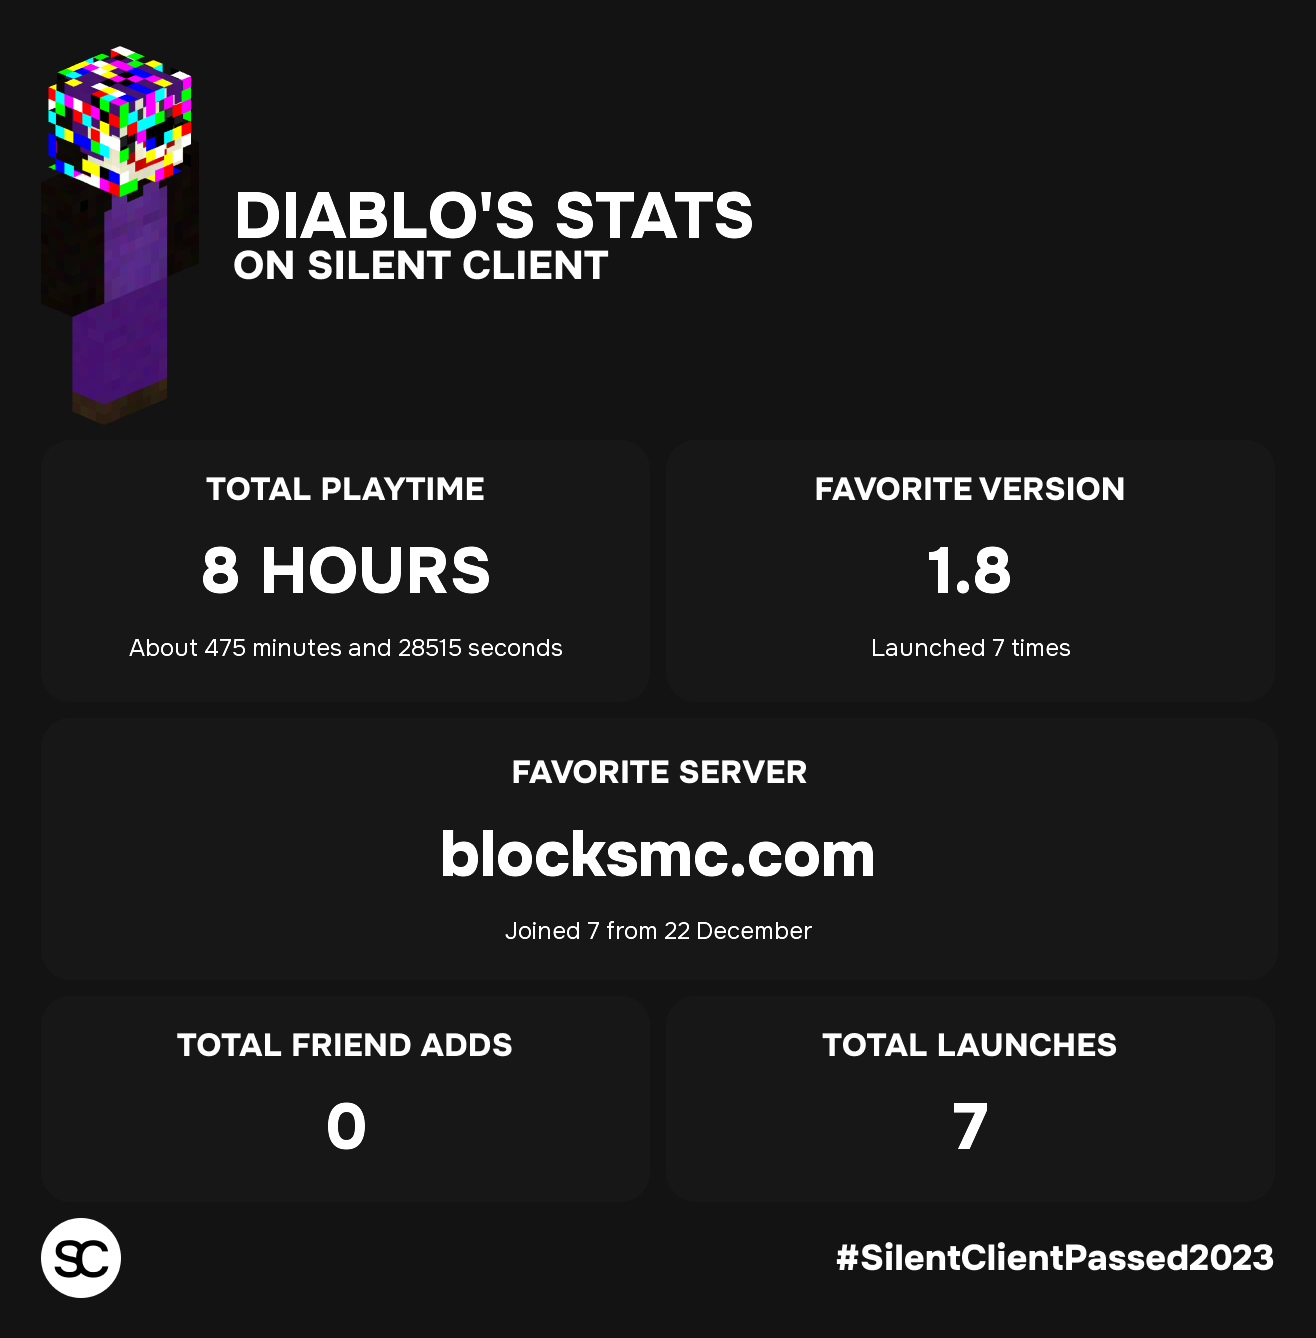 DIABLO'S STATS
ON SILENT CLIENT
TOTAL PLAYTIME
8 HOURS
About 475 minutes and 28515 seconds
FAVORITE VERSION
1.8
Launched 7 times
FAVORITE SERVER
blocksmc.com
Joined 7 from 22 December
TOTAL FRIEND ADDS
0
TOTAL LAUNCHES
7
SC
#SilentClientPassed2023